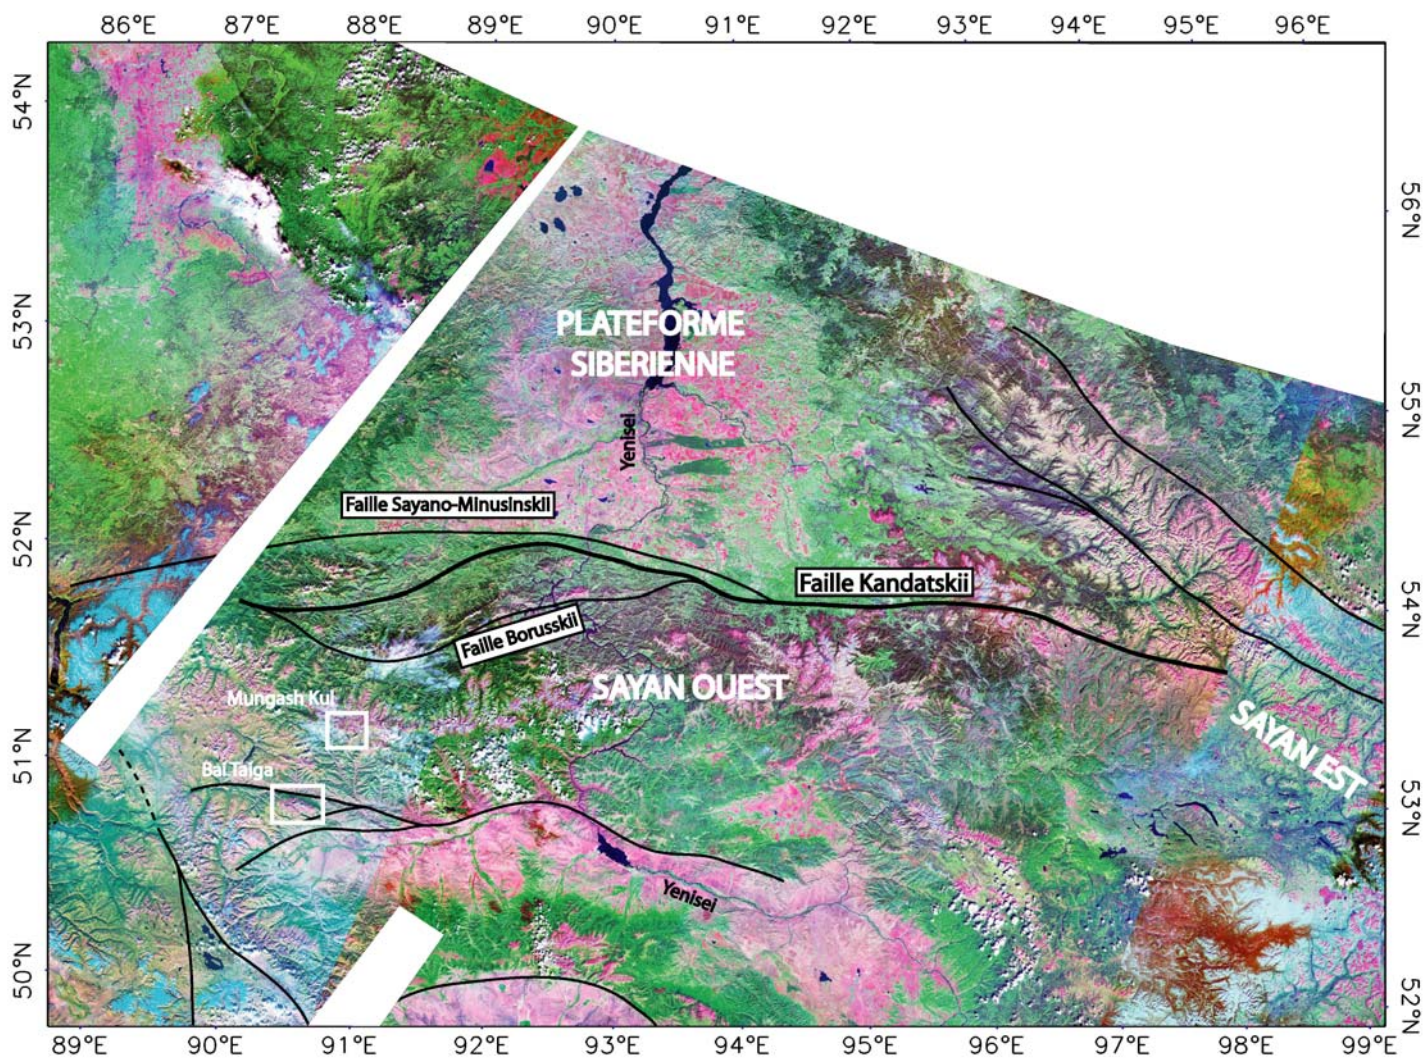 86°E 87°E 88°E 89°E 90°E 91°E 92°E 93°E 94°E 95°E 96°E
54°N
53°N
52°N
51°N
50°N
56°N
55°N
54°N
53°N
52°N
PLATEFORME
SIBERIENNE
Yenisei
Faille Sayano-Minusinskii
Faille Kandatskii
Faille Borusskii
SAYAN OUEST
Mungash Kul
SAYAN EST
Bai Taiga
Yenisei
89°E 90°E 91°E 92°E 93°E 94°E 95°E 96°E 97°E 98°E 99°E